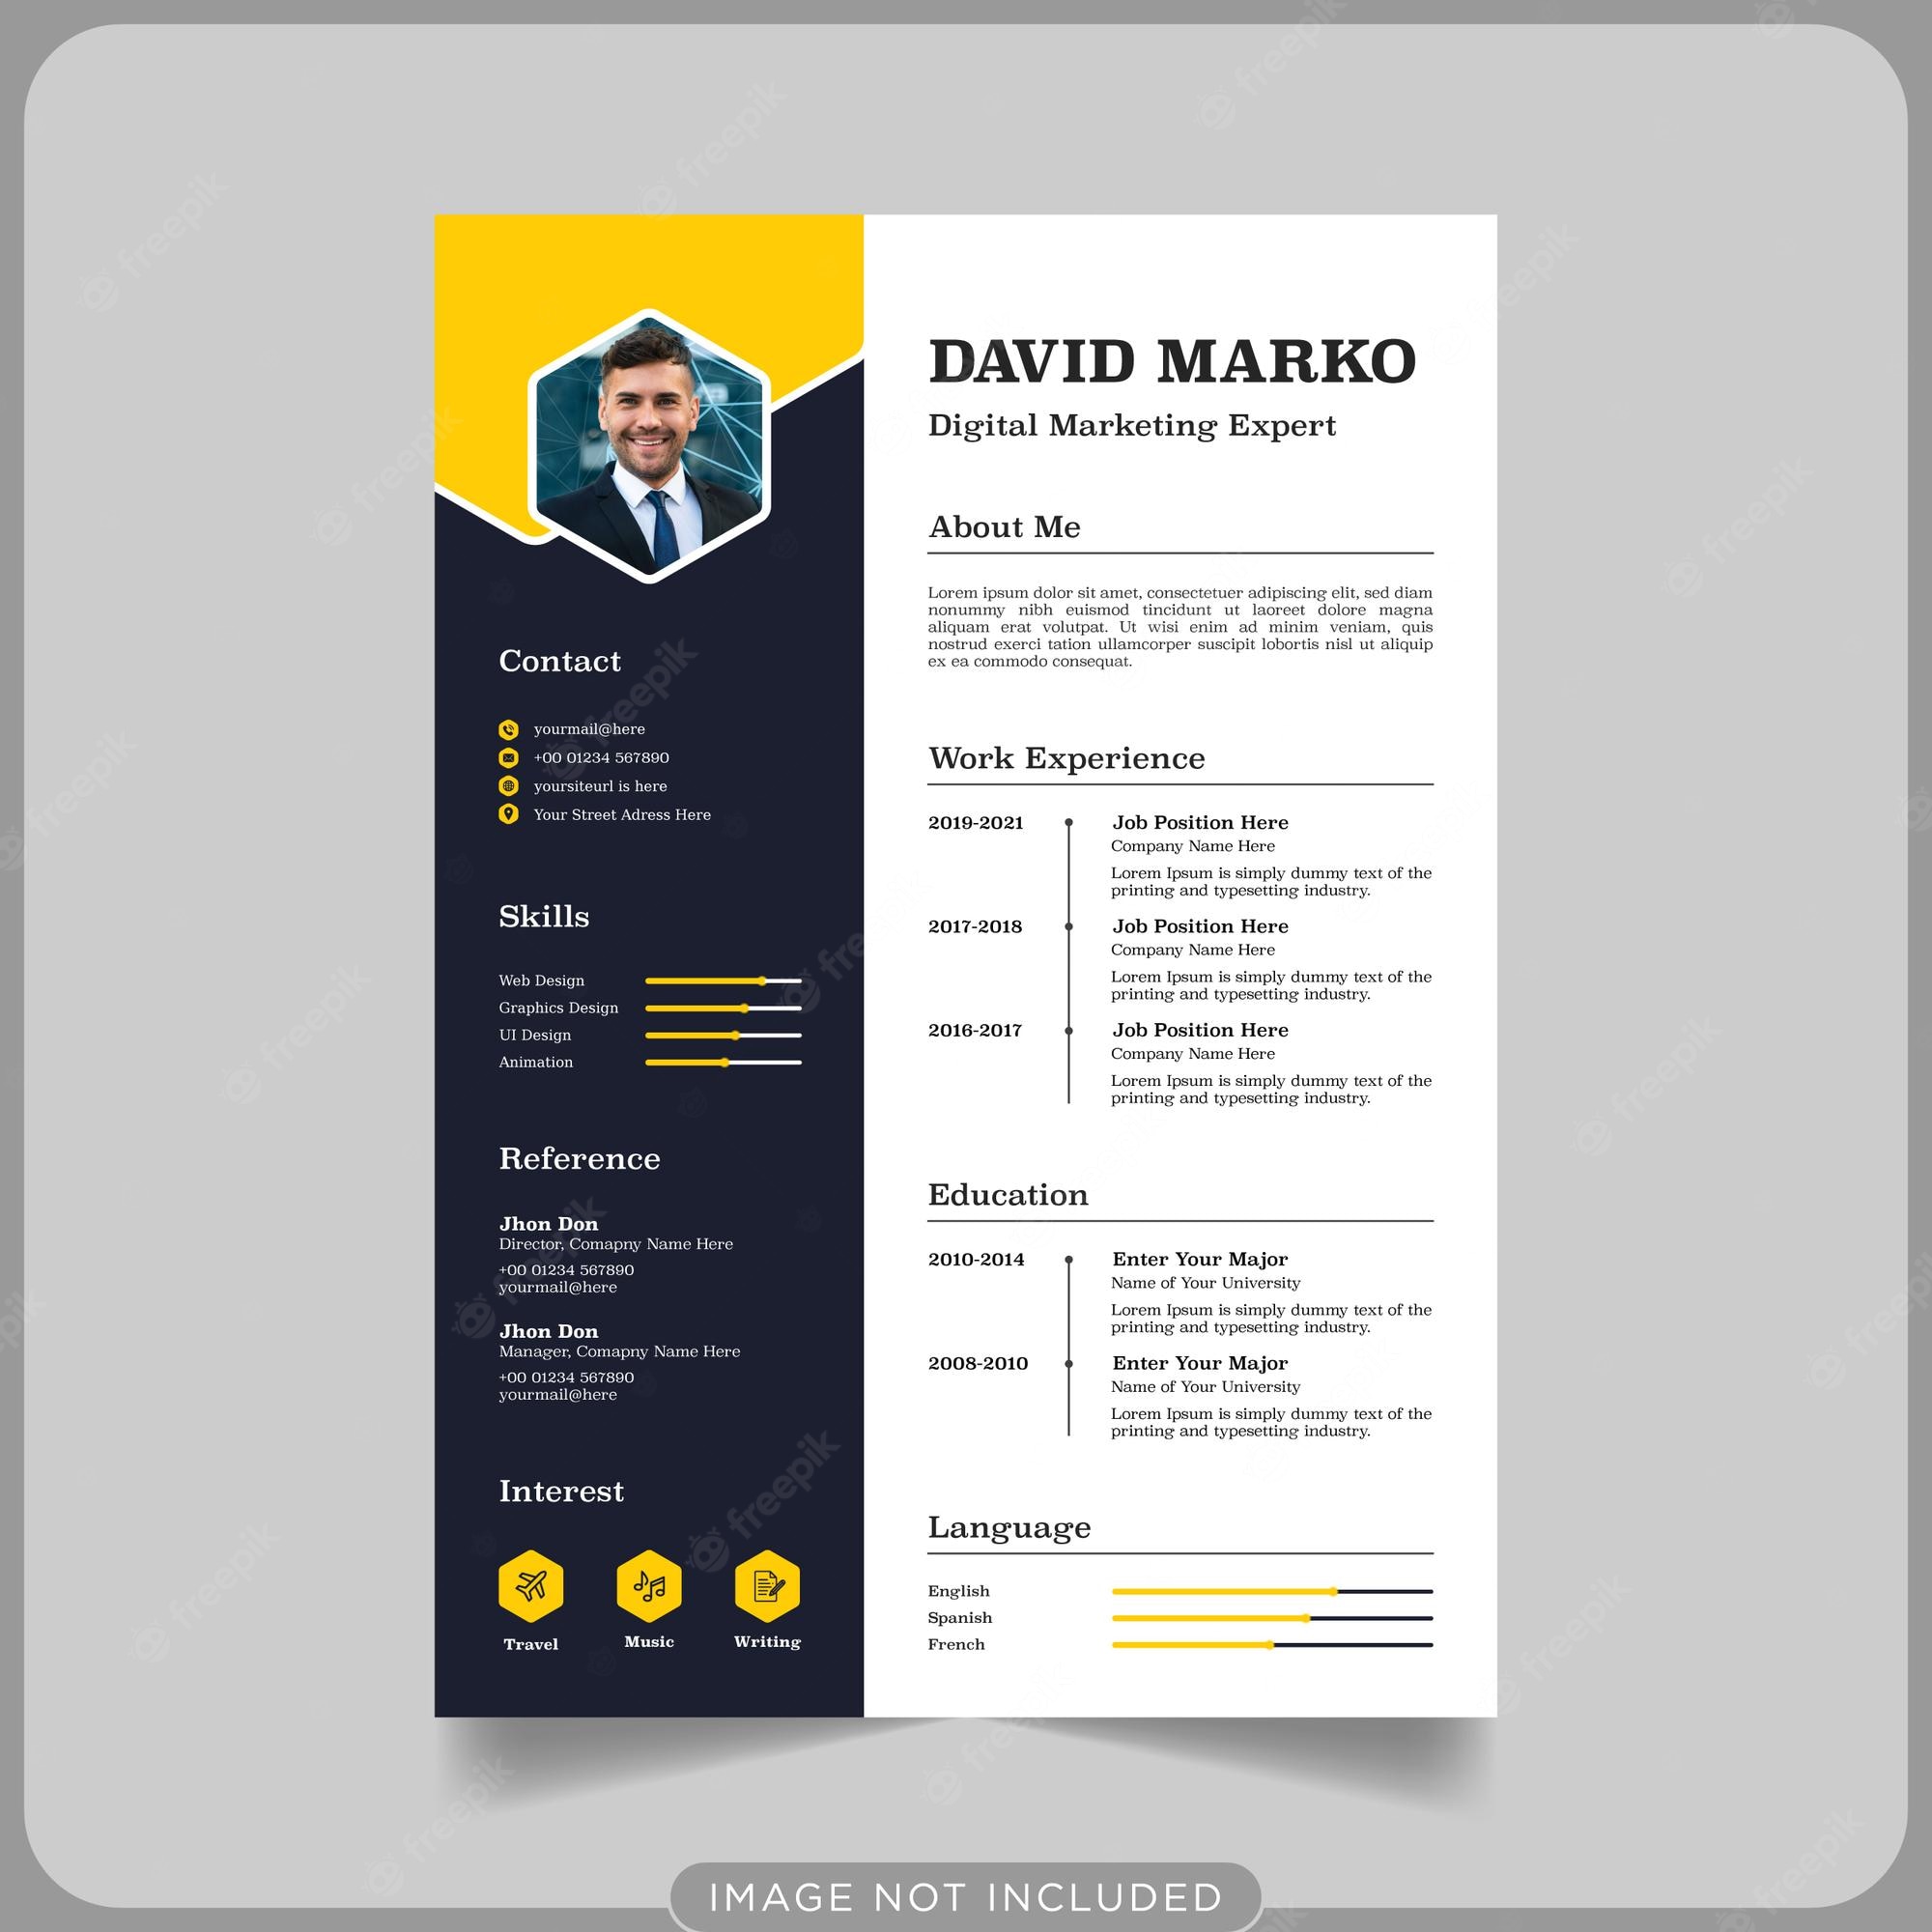 DAVID MARKO
Digital Marketing Expert
Contact
yourmail@here
+00 01234 567890
yoursiteurl is here
Your Street Adress Here
Skills
Web Design
Graphics Design
UI Design
Animation
Reference
Jhon Don
Director, Comapny Name Here
+00 01234 567890
yourmail@here
Jhon Don
Manager, Comapny Name Here
+00 01234 567890
yourmail@here
Interest
Travel
Music
Writing
About Me
Lorem ipsum dolor sit amet, consectetuer adipiscing elit, sed diam
nonummy nibh euismod tincidunt ut laoreet dolore magna
aliquam erat volutpat. Ut wisi enim ad minim veniam, quis
nostrud exerci tation ullamcorper suscipit lobortis nisl ut aliquip
ex ea commodo consequat.
Work Experience
2019-2021
Job Position Here
Company Name Here
Lorem Ipsum is simply dummy text of the
printing and typesetting industry.
2017-2018
Job Position Here
Company Name Here
Lorem Ipsum is simply dummy text of the
printing and typesetting industry.
2016-2017
Job Position Here
Company Name Here
Lorem Ipsum is simply dummy text of the
printing and typesetting industry.
Education
2010-2014
Enter Your Major
Name of Your University
Lorem Ipsum is simply dummy text of the
printing and typesetting industry.
2008-2010
Enter Your Major
Name of Your University
Lorem Ipsum is simply dummy text of the
printing and typesetting industry.
Language
English
Spanish
French
IMAGE NOT INCLUDED
freepik